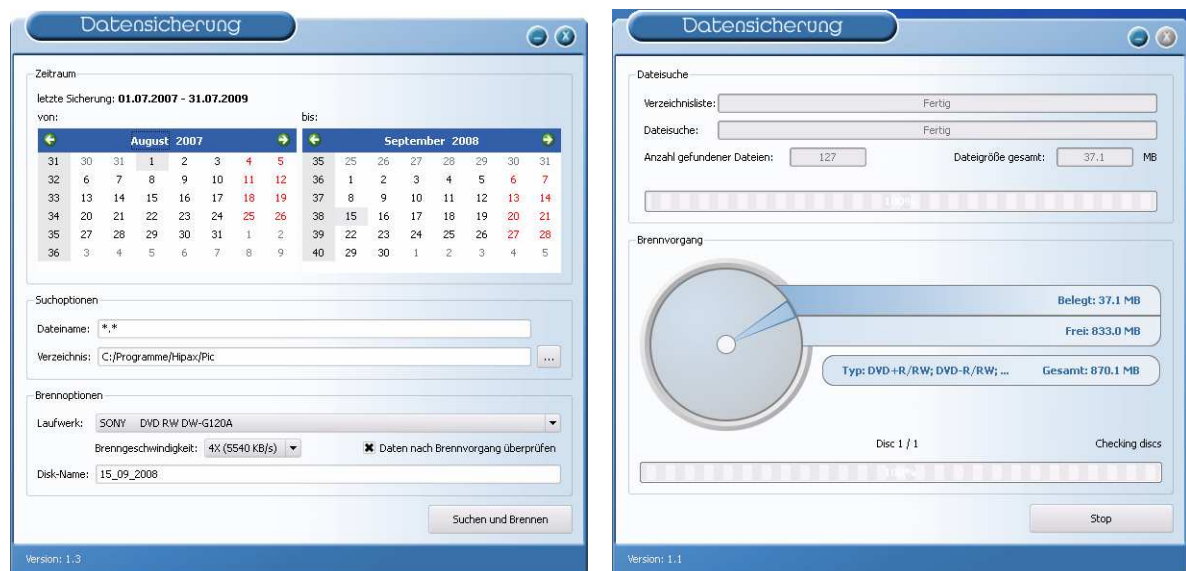 Datensicherung
Zeitraum
letzte Sicherung: 01.07.2007 - 31.07.2009
von: bis:
August 2007 September 2008
31 30 31 1 2 3 4 5 35 25 26 27 28 29 30 31
32 6 7 8 9 10 11 12 36 1 2 3 4 5 6 7
33 13 14 15 16 17 18 19 37 8 9 10 11 12 13 14
34 20 21 22 23 24 25 26 38 15 16 17 18 19 20 21
35 27 28 29 30 31 1 2 39 22 23 24 25 26 27 28
36 3 4 5 6 7 8 9 40 29 30 1 2 3 4 5
Suchoptionen
Dateiname: *.*
Verzeichnis: C:/Programme/Hipax/Pic ...
Brennoptionen
Laufwerk: SONY DVD RW DW-G120A
Brenngeschwindigkeit: 4X (5540 KB/s) Daten nach Brennvorgang überprüfen
Disk-Name: 15_09_2008
Suchen und Brennen
Version: 1.3
Datensicherung
Dateisuche
Verzeichnisliste: Fertig
Dateisuche: Fertig
Anzahl gefundener Dateien: 127 Dateigröße gesamt: 37.1 MB
100%
Brennvorgang
Belegt: 37.1 MB
Frei: 833.0 MB
Typ: DVD+R/RW; DVD-R/RW; ... Gesamt: 870.1 MB
Disc 1 / 1 Checking discs
100%
Stop
Version: 1.1